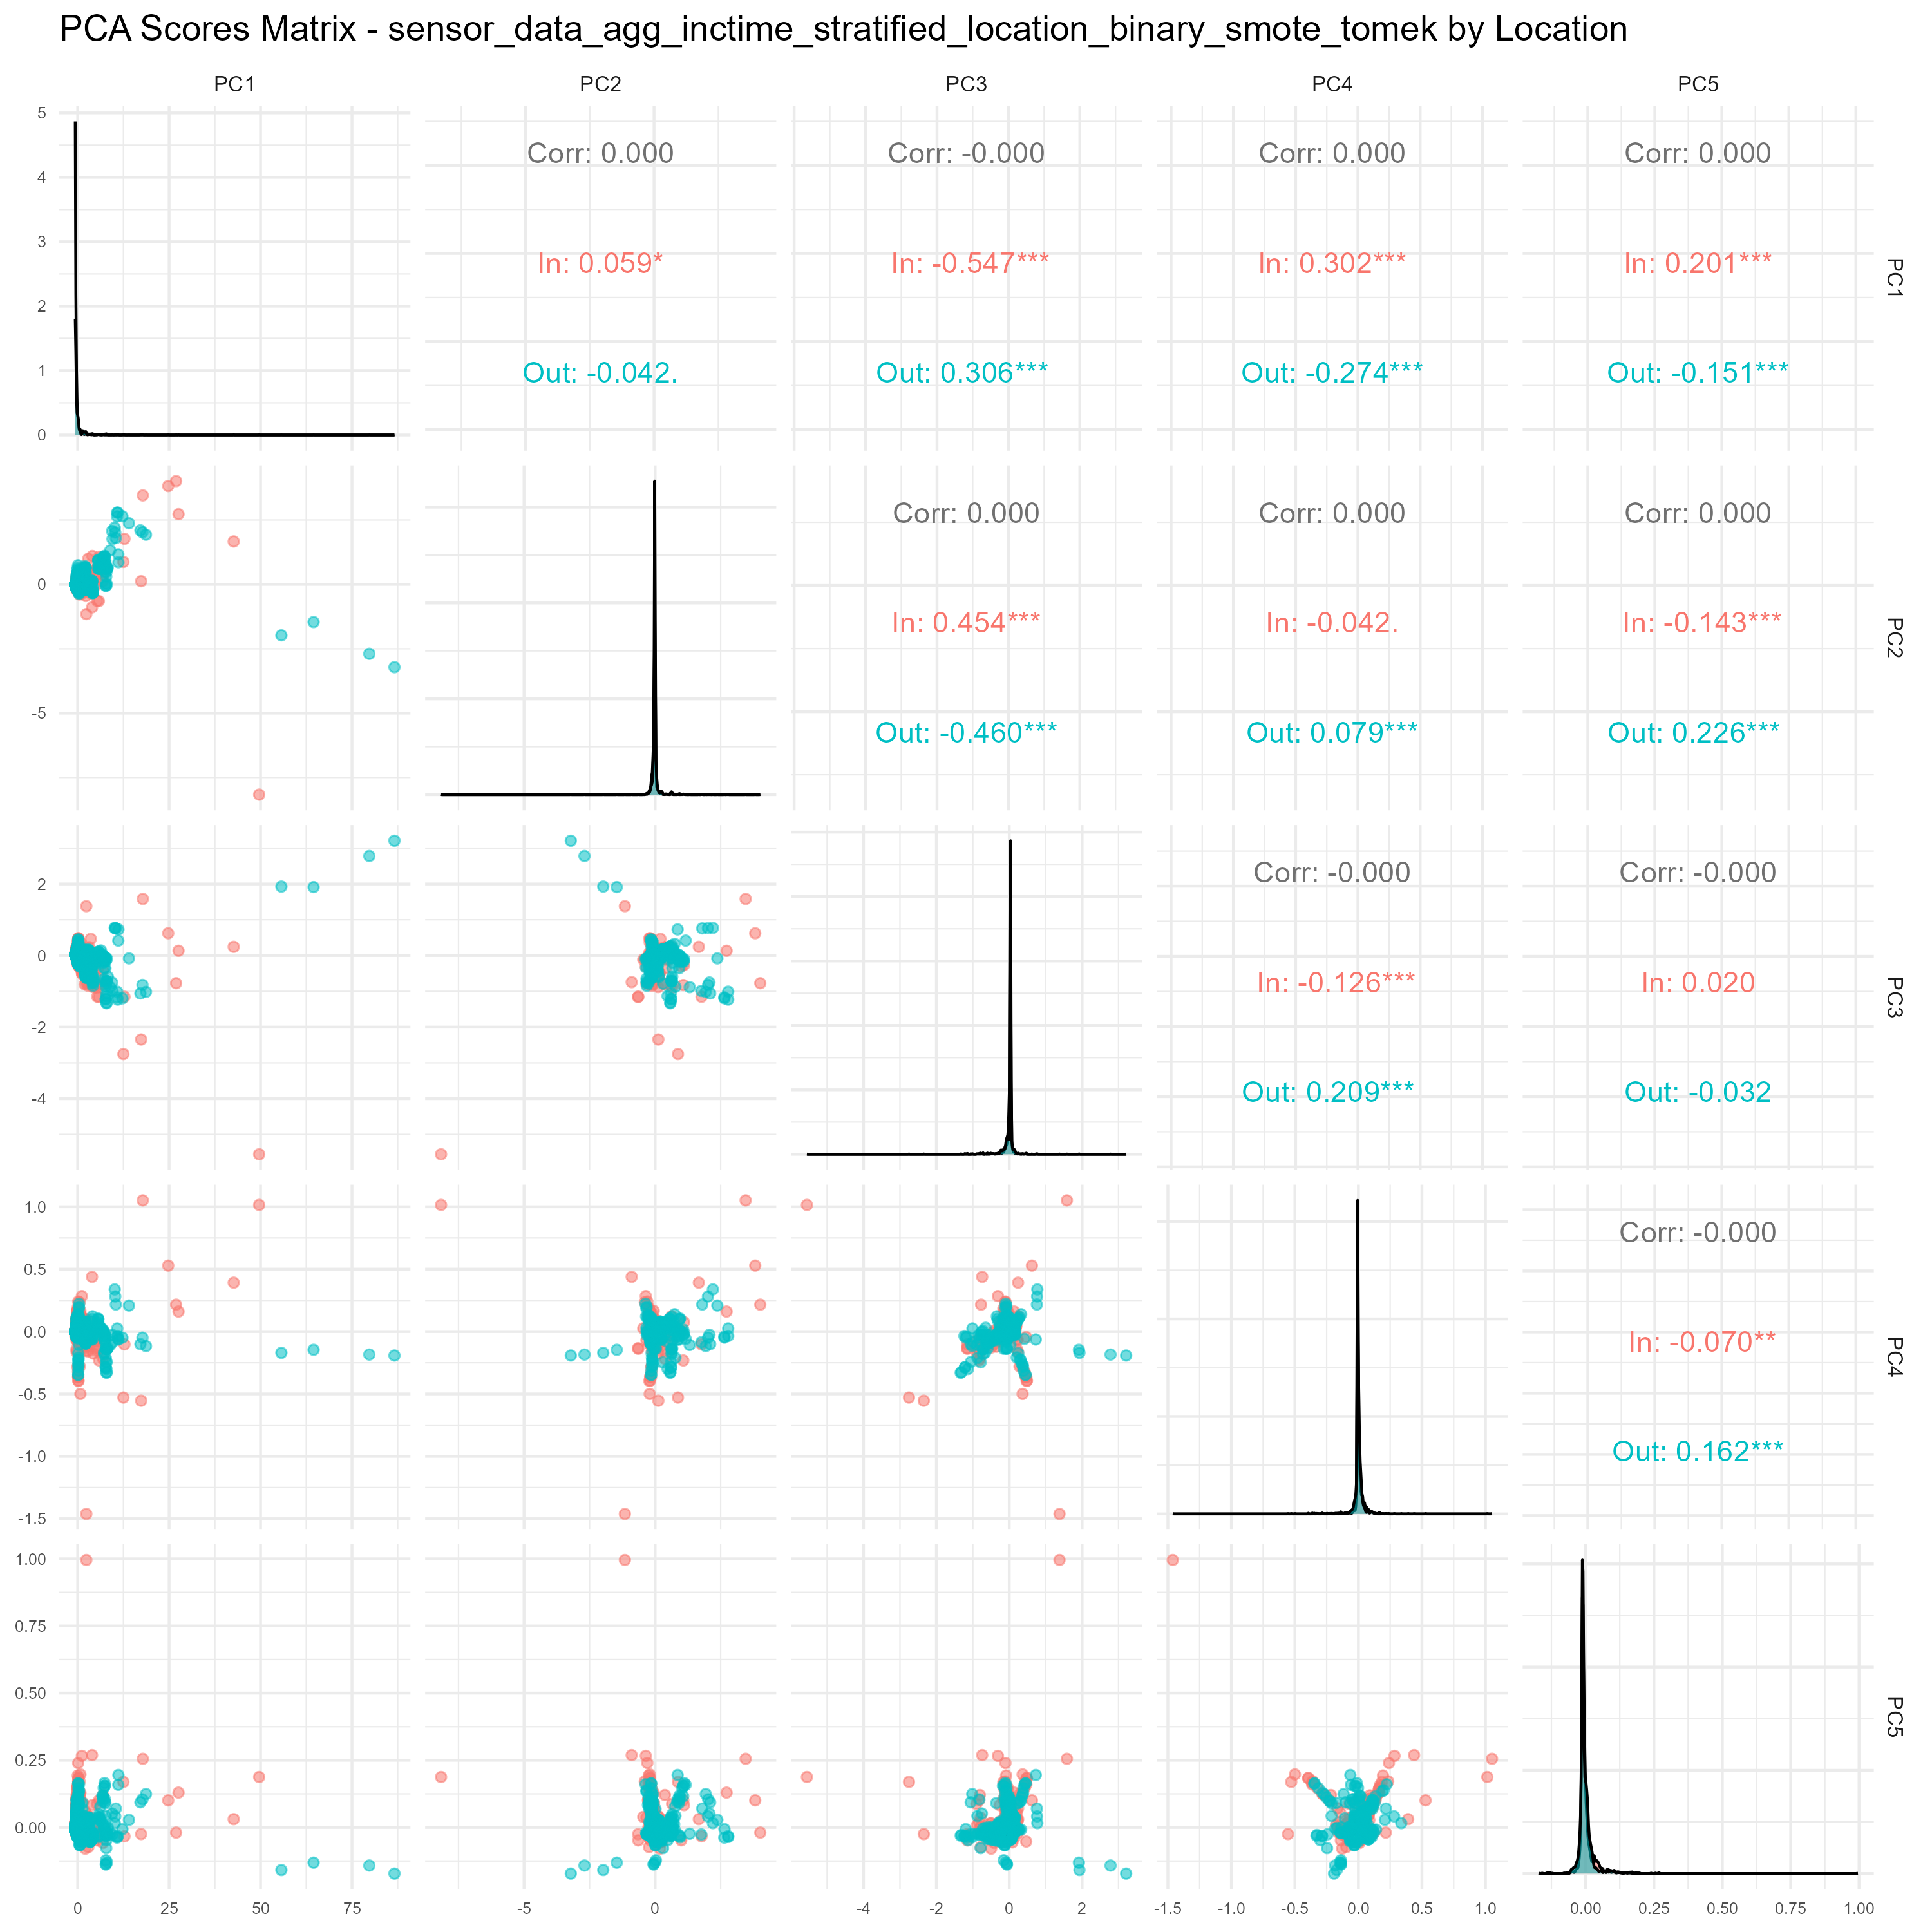 PCA Scores Matrix - sensor_data_agg_inctime_stratified_location_binary_smote_tomek by Location
PC1 PC2 PC3 PC4 PC5
5
4
3
2
1
0
Corr: 0.000 Corr: -0.000 Corr: 0.000 Corr: 0.000
In: 0.059* In: -0.547*** In: 0.302*** In: 0.201***
Out: -0.042. Out: 0.306*** Out: -0.274*** Out: -0.151***
PC1
0
-5
Corr: 0.000 Corr: 0.000 Corr: 0.000
In: 0.454*** In: -0.042. In: -0.143***
Out: -0.460*** Out: 0.079*** Out: 0.226***
PC2
2
0
-2
-4
Corr: -0.000 Corr: -0.000
In: -0.126*** In: 0.020
Out: 0.209*** Out: -0.032
PC3
1.0
0.5
0.0
-0.5
-1.0
-1.5
Corr: -0.000
In: -0.070**
Out: 0.162***
PC4
1.00
0.75
0.50
0.25
0.00
PC5
0 25 50 75 -5 0 -4 -2 0 2 -1.5 -1.0 -0.5 0.0 0.5 1.0 0.00 0.25 0.50 0.75 1.00